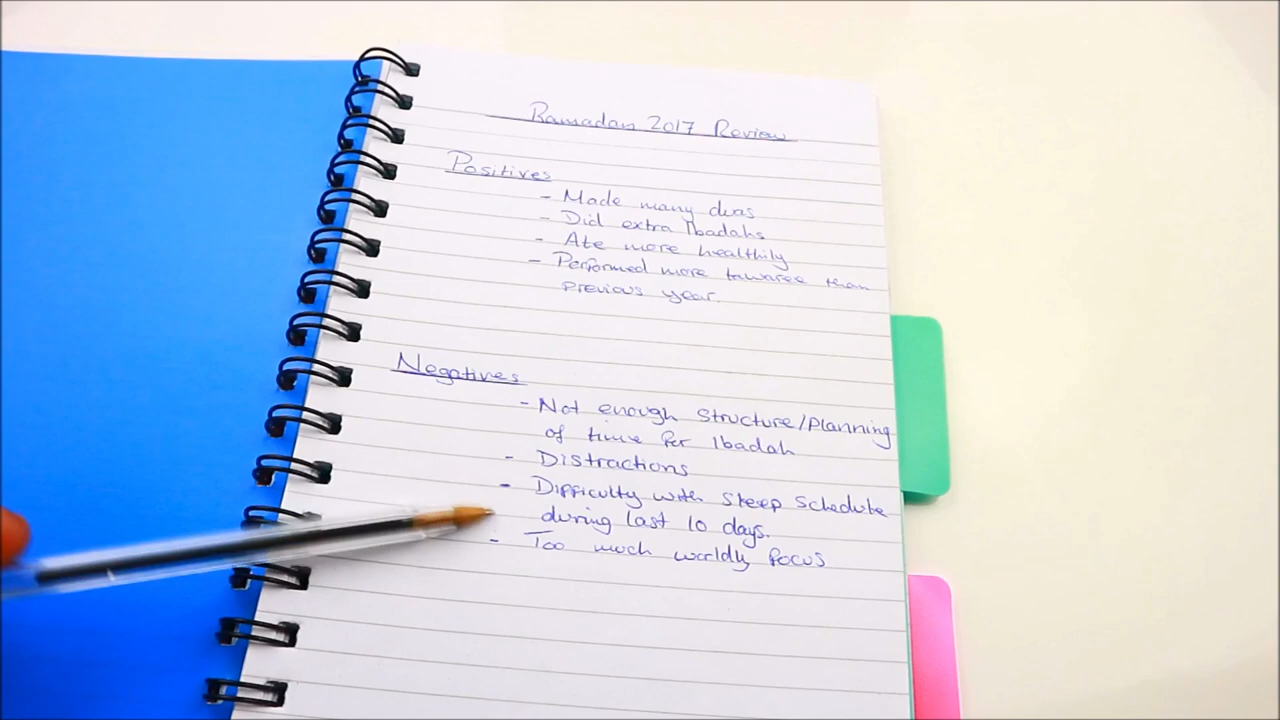 Ramadan 2017 Review
Positives
- Made many duas
- Did extra Ibadahs
- Ate more healthily
- Performed more tawaree than
previous year.
Negatives
- Not enough structure/planning
of time for Ibadah
- Distractions
- Difficulty with sleep schedule
during last 10 days.
- Too much worldly focus